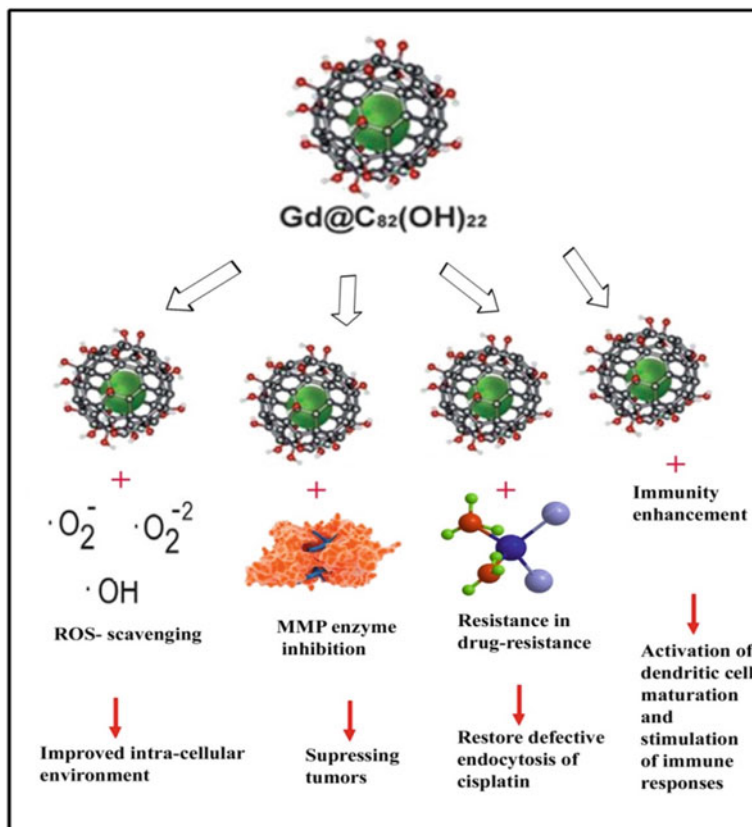 Gd@C₈₂(OH)₂₂
+
+
+
+
·O₂⁻ ·O₂⁻²
·OH
ROS- scavenging
Improved intra-cellular
environment
MMP enzyme
inhibition
Supressing
tumors
Resistance in
drug-resistance
Restore defective
endocytosis of
cisplatin
Immunity
enhancement
Activation of
dendritic cell
maturation
and
stimulation
of immune
responses